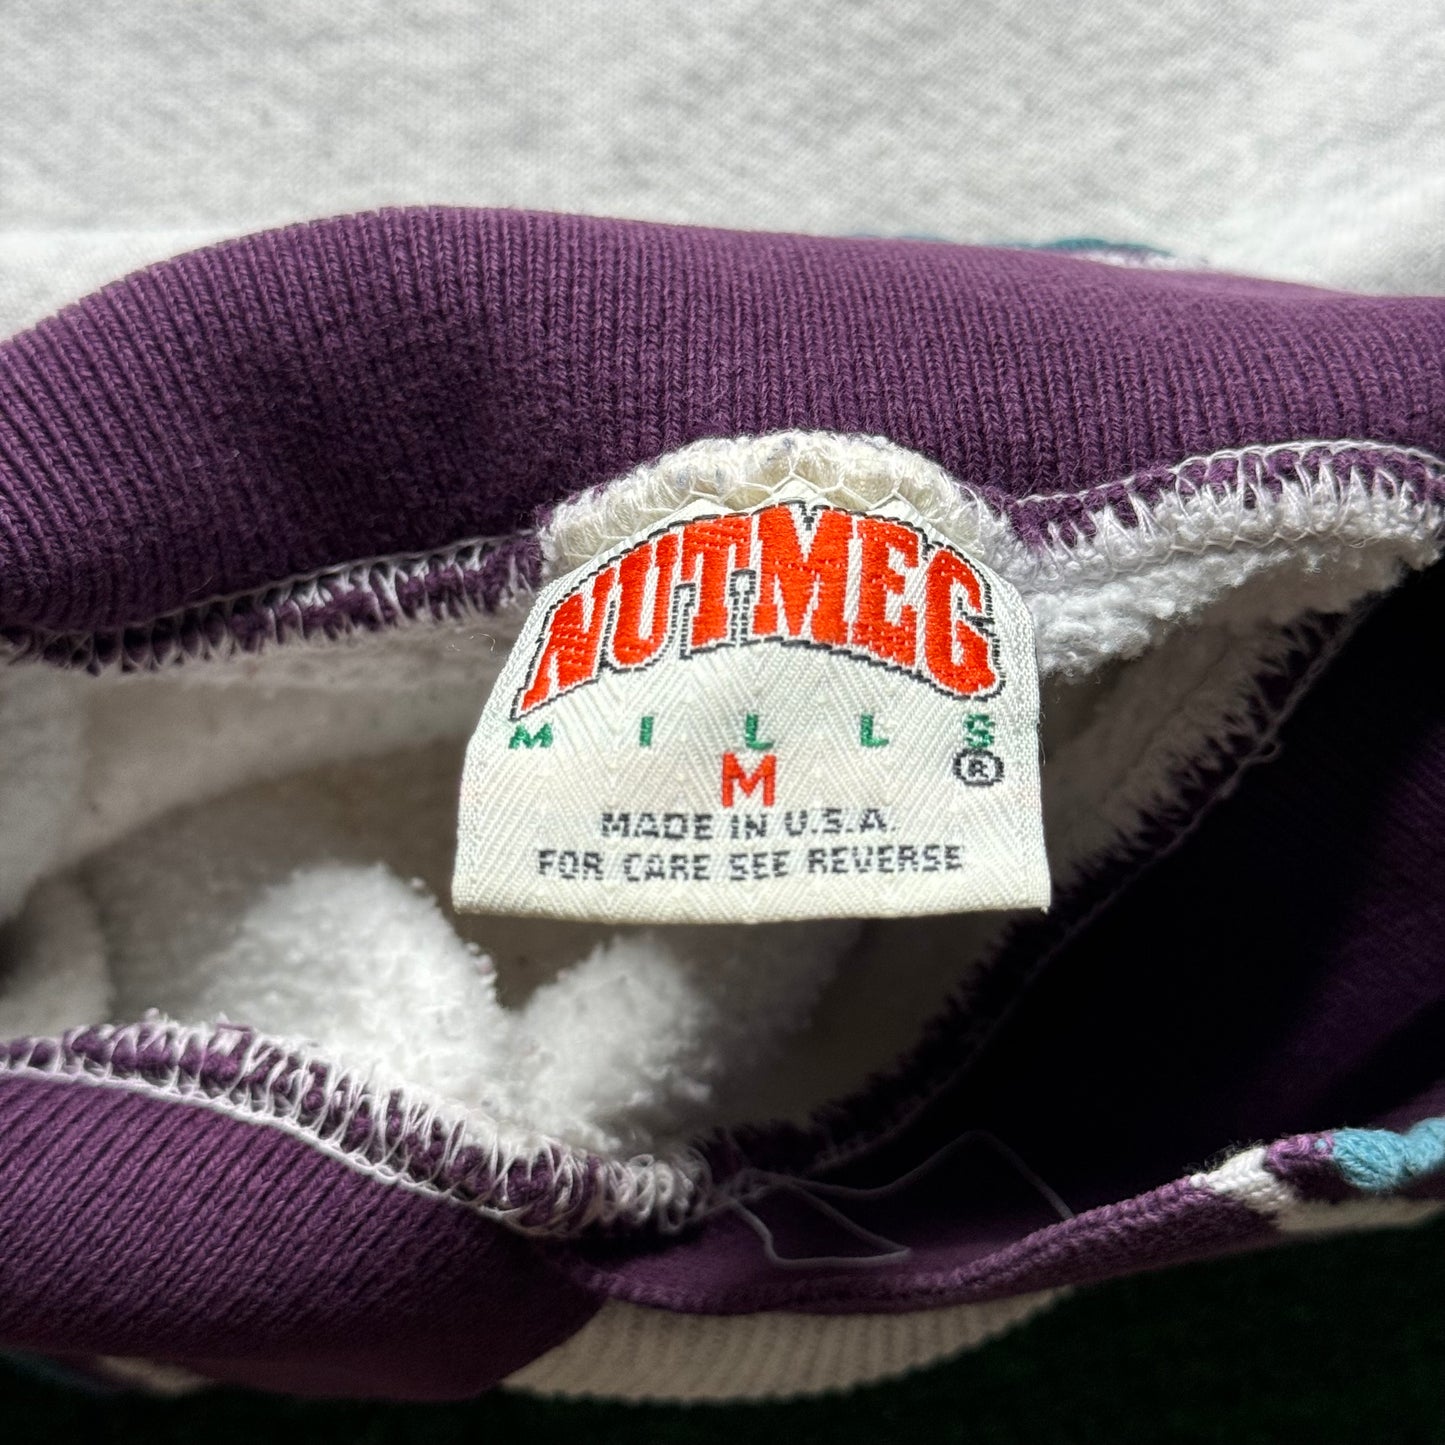 NUTMEG
MILLS
M ®
MADE IN U.S.A.
FOR CARE SEE REVERSE